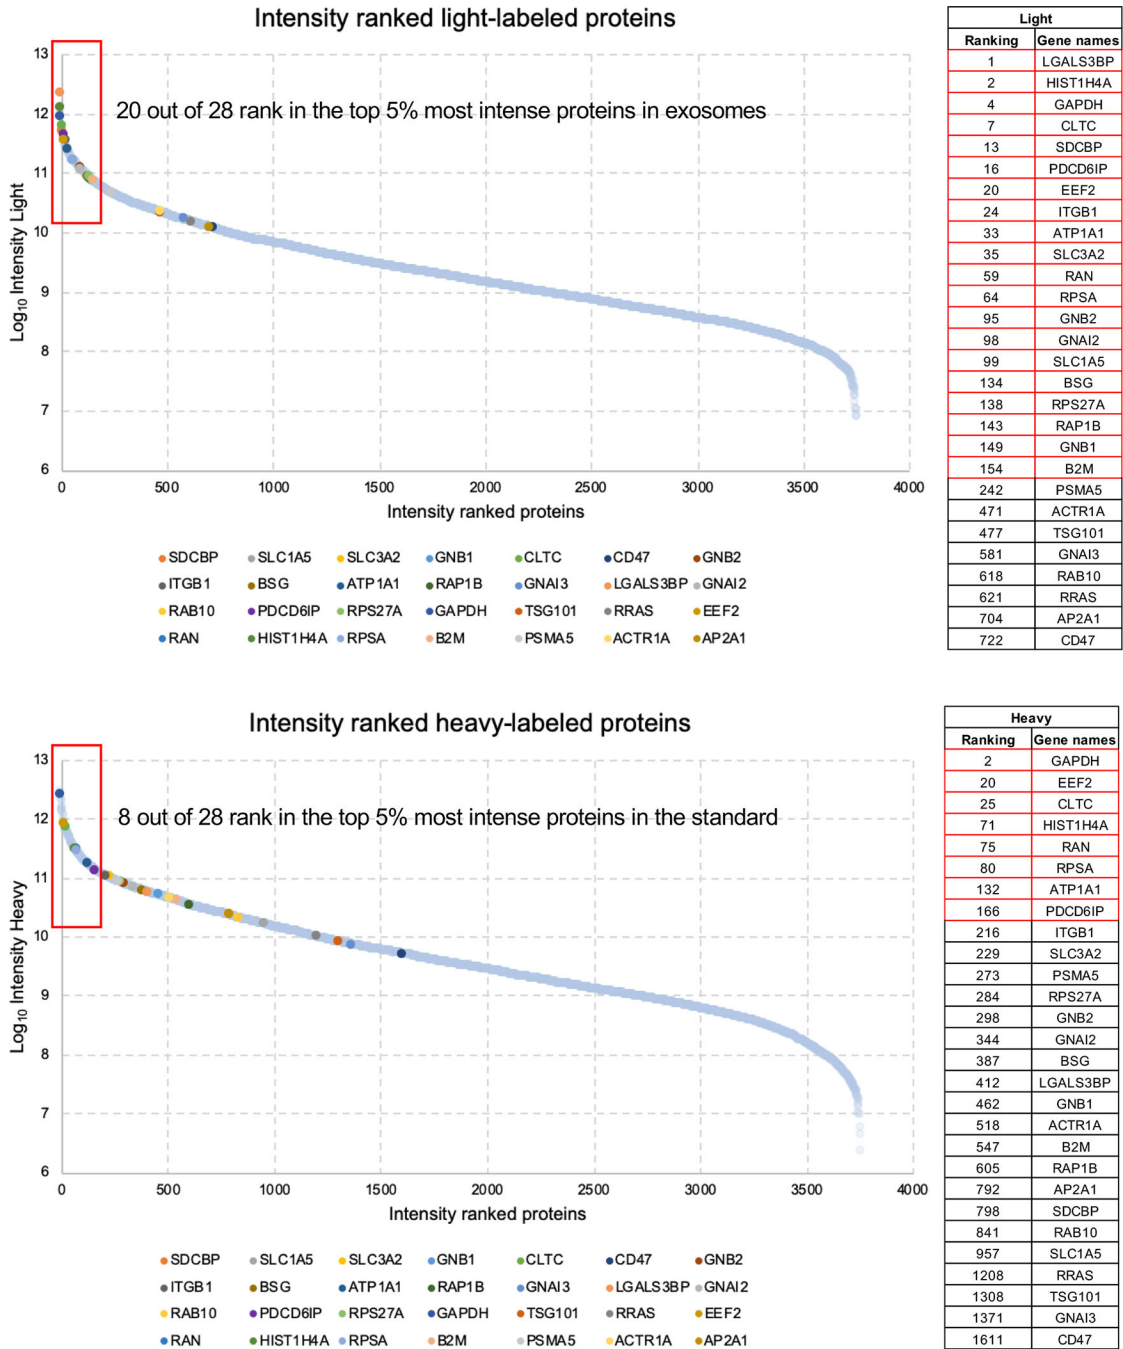 Intensity ranked light-labeled proteins
20 out of 28 rank in the top 5% most intense proteins in exosomes
Log10 Intensity Light
13
12
11
10
9
8
7
6
0 500 1000 1500 2000 2500 3000 3500 4000
Intensity ranked proteins
SDCBP SLC1A5 SLC3A2 GNB1 CLTC CD47 GNB2
ITGB1 BSG ATP1A1 RAP1B GNAI3 LGALS3BP GNAI2
RAB10 PDCD6IP RPS27A GAPDH TSG101 RRAS EEF2
RAN HIST1H4A RPSA B2M PSMA5 ACTR1A AP2A1
Light
Ranking Gene names
1 LGALS3BP
2 HIST1H4A
4 GAPDH
7 CLTC
13 SDCBP
16 PDCD6IP
20 EEF2
24 ITGB1
33 ATP1A1
35 SLC3A2
59 RAN
64 RPSA
95 GNB2
98 GNAI2
99 SLC1A5
134 BSG
138 RPS27A
143 RAP1B
149 GNB1
154 B2M
242 PSMA5
471 ACTR1A
477 TSG101
581 GNAI3
618 RAB10
621 RRAS
704 AP2A1
722 CD47
Intensity ranked heavy-labeled proteins
8 out of 28 rank in the top 5% most intense proteins in the standard
Log10 Intensity Heavy
13
12
11
10
9
8
7
6
0 500 1000 1500 2000 2500 3000 3500 4000
Intensity ranked proteins
SDCBP SLC1A5 SLC3A2 GNB1 CLTC CD47 GNB2
ITGB1 BSG ATP1A1 RAP1B GNAI3 LGALS3BP GNAI2
RAB10 PDCD6IP RPS27A GAPDH TSG101 RRAS EEF2
RAN HIST1H4A RPSA B2M PSMA5 ACTR1A AP2A1
Heavy
Ranking Gene names
2 GAPDH
20 EEF2
25 CLTC
71 HIST1H4A
75 RAN
80 RPSA
132 ATP1A1
166 PDCD6IP
216 ITGB1
229 SLC3A2
273 PSMA5
284 RPS27A
298 GNB2
344 GNAI2
387 BSG
412 LGALS3BP
462 GNB1
518 ACTR1A
547 B2M
605 RAP1B
792 AP2A1
798 SDCBP
841 RAB10
957 SLC1A5
1208 RRAS
1308 TSG101
1371 GNAI3
1611 CD47